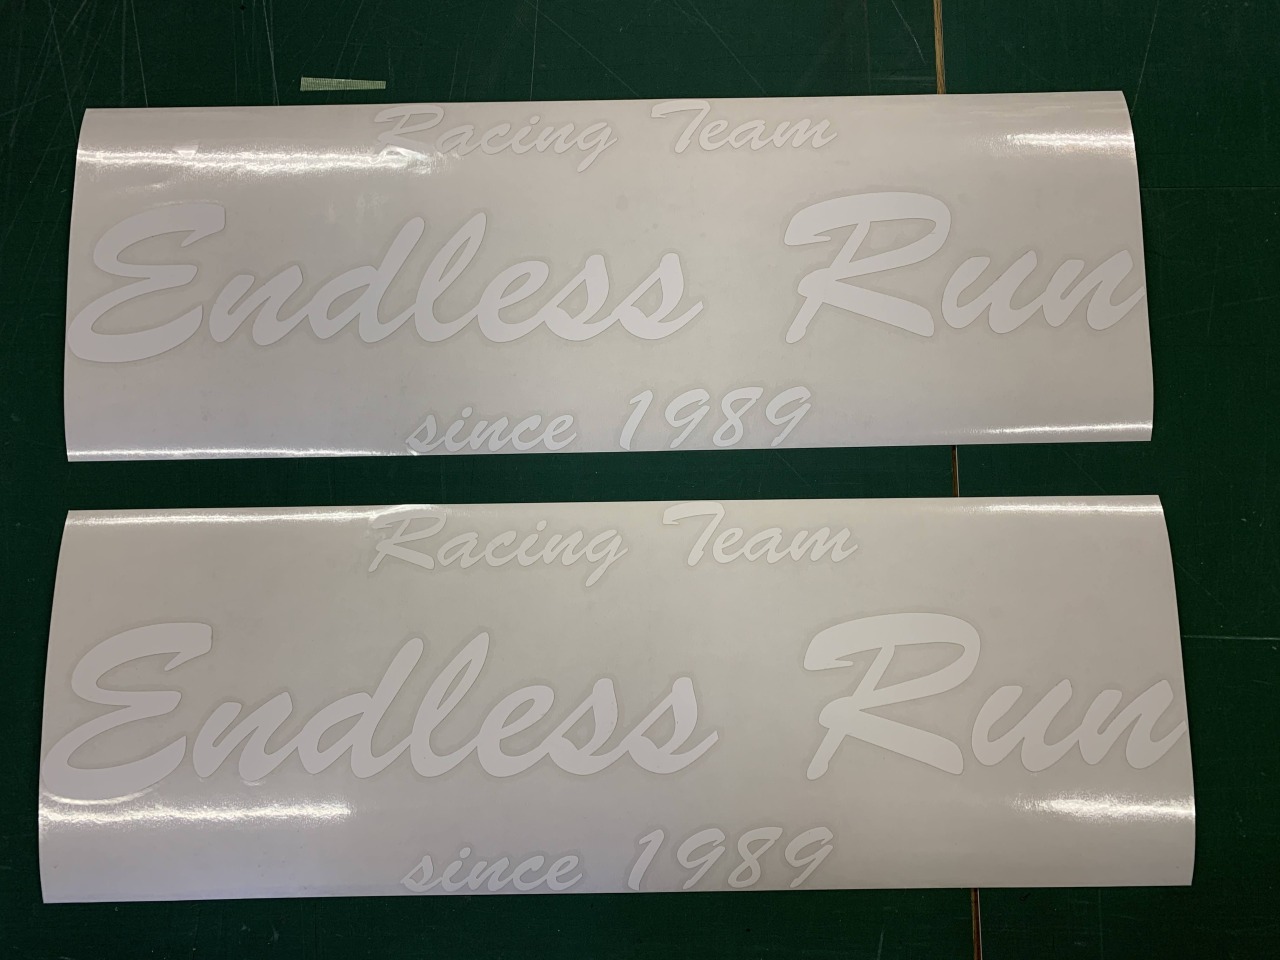 Racing Team
Endless Run
since 1989
Racing Team
Endless Run
since 1989